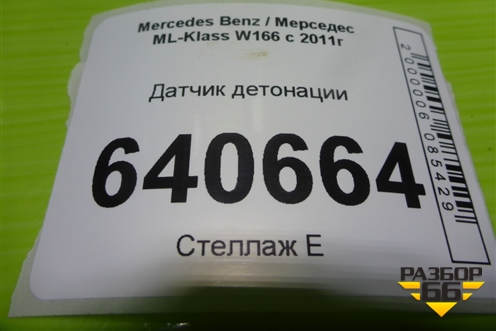 Mercedes Benz / Мерседес
ML-Klass W166 с 2011г
Датчик детонации
640664
Стеллаж Е
2000006085429
РАЗБОР
66